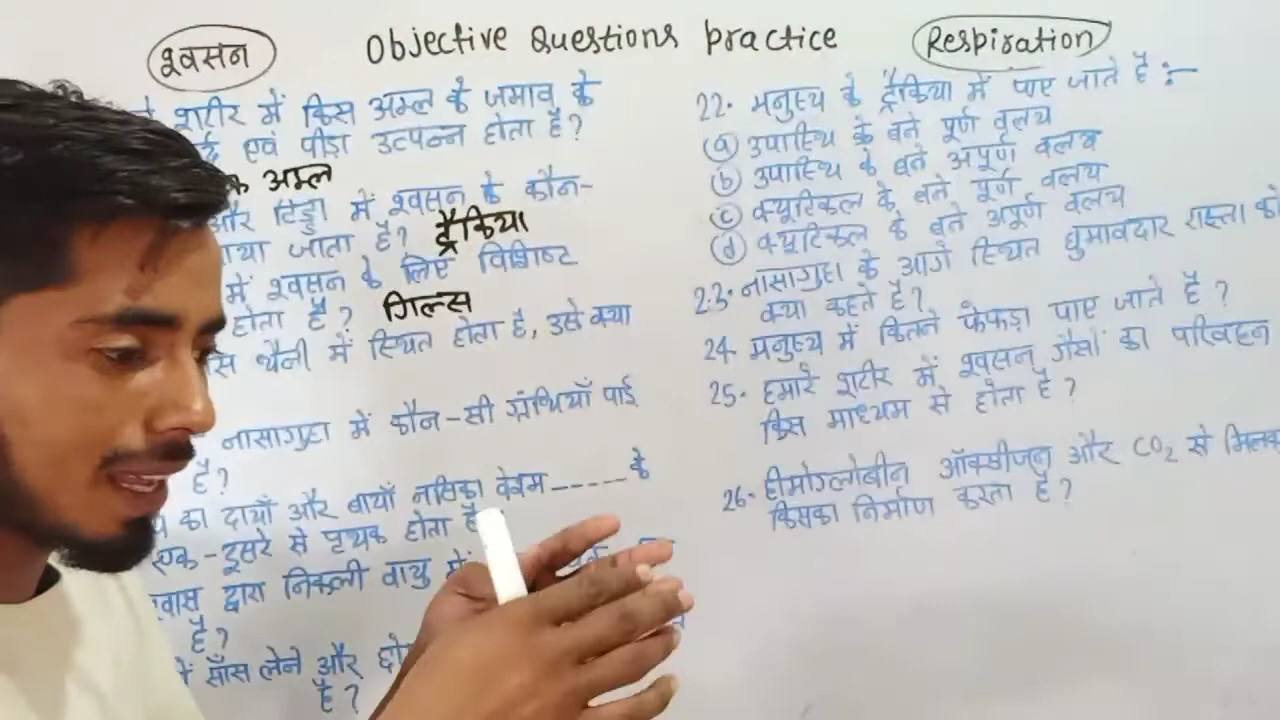 श्वसन
Objective Questions practice
Respiration
शरीर में किस अम्ल के जमाव के
एवं पीड़ा उत्पन्न होता है?
अम्ल
और टिड्डा में श्वसन के कौन-
पाया जाता है? ट्रैकिया
में श्वसन के लिए विशिष्ट
होता है? गिल्स
स थैली में स्थित होता है, उसे क्या
नासागुहा में कौन-सी ग्रंथियाँ पाई
है?
का दायाँ और बायाँ नासिका वेश्म ----- के
एक-दूसरे से पृथक होता है
द्वारा निकली वायु में
है?
में साँस लेने और छो
है?
22. मनुष्य के ट्रैकिया में पाए जाते हैं :-
(a) उपास्थि के बने पूर्ण वलय
(b) उपास्थि के बने अपूर्ण वलय
(c) क्यूटिकल के बने पूर्ण वलय
(d) क्यूटिकल के बने अपूर्ण वलय
23. नासागुहा के आगे स्थित घुमावदार रास्ता को
क्या कहते हैं?
24. मनुष्य में कितने फेफड़ा पाए जाते हैं ?
25. हमारे शरीर में श्वसन गैसों का परिवहन
किस माध्यम से होता है ?
26. हीमोग्लोबीन ऑक्सीजन और CO2 से मिलकर
किसका निर्माण करता है ?